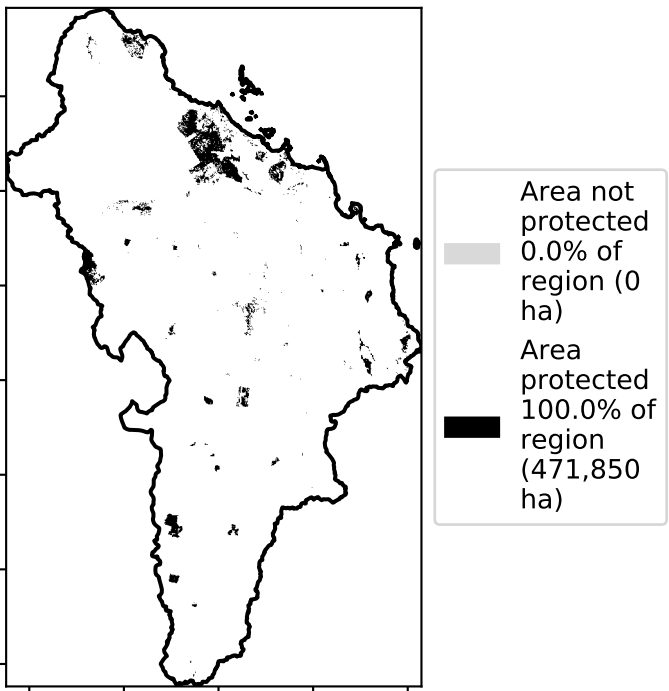 Area not
protected
0.0% of
region (0
ha)
Area
protected
100.0% of
region
(471,850
ha)